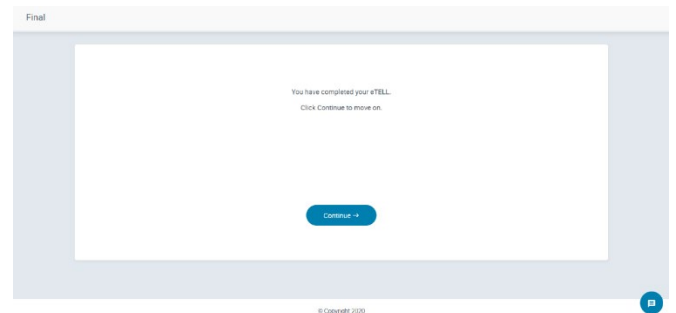 Final
You have completed your eTELL.
Click Continue to move on.
Continue →
© Copyright 2020